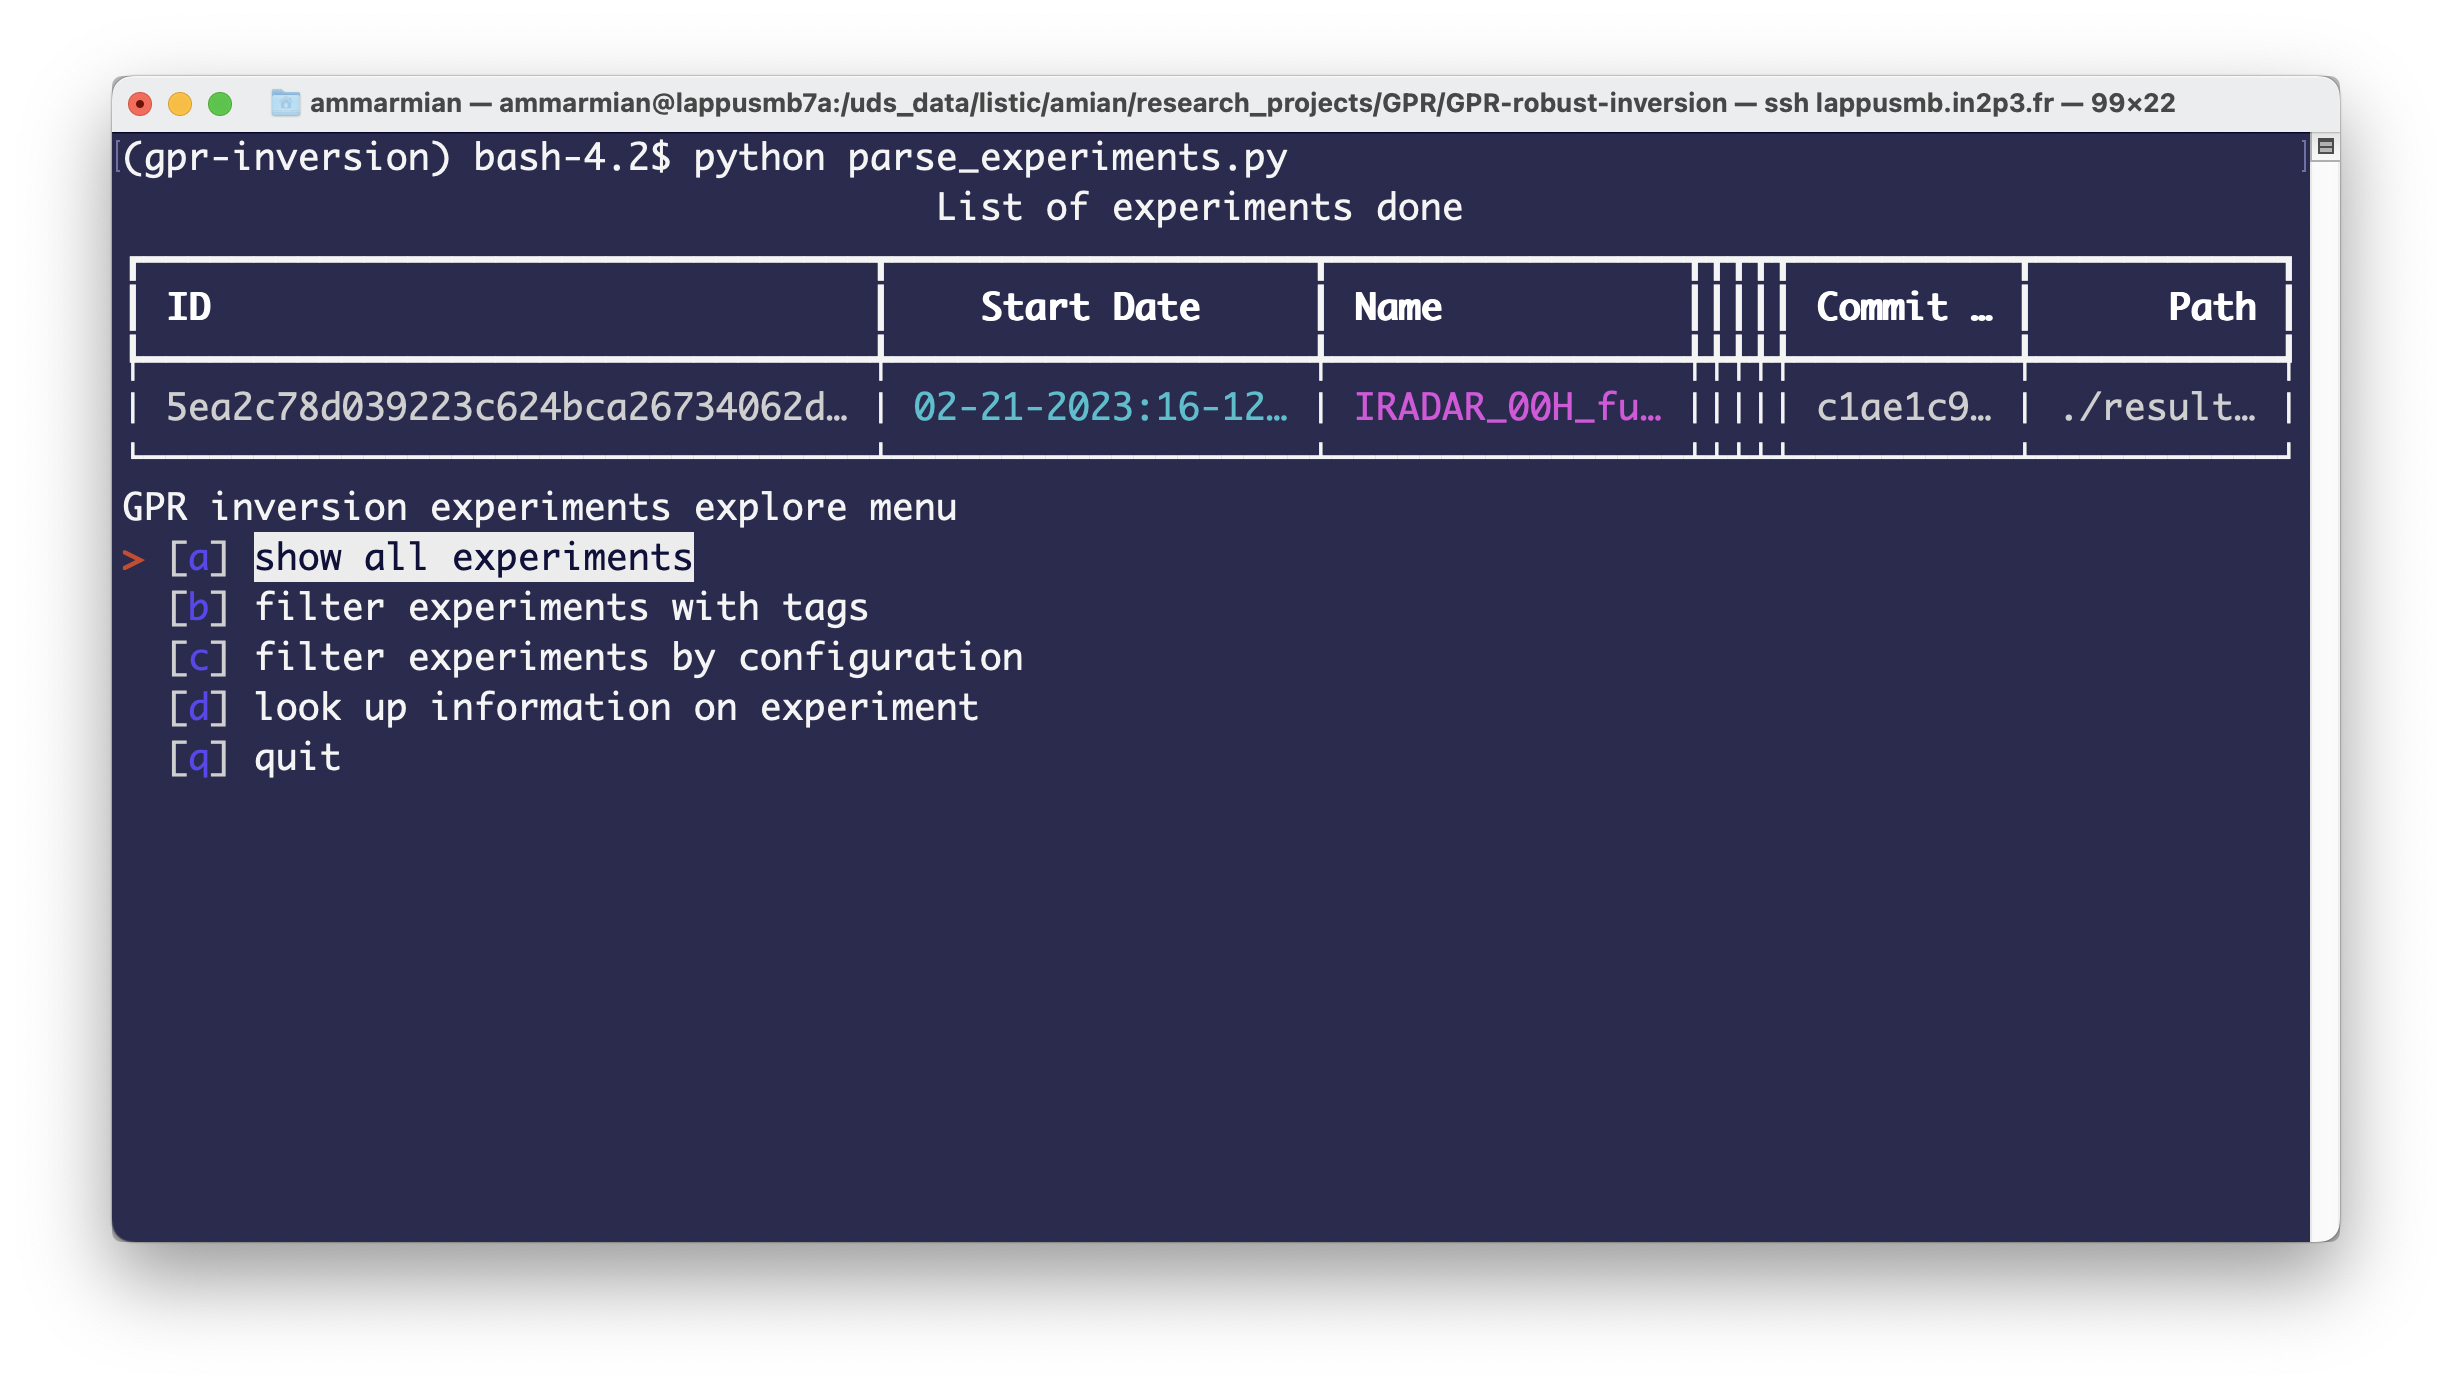 ammarmian — ammarmian@lappusmb7a:/uds_data/listic/amian/research_projects/GPR/GPR-robust-inversion — ssh lappusmb.in2p3.fr — 99×22
(gpr-inversion) bash-4.2$ python parse_experiments.py
List of experiments done
ID Start Date Name Commit … Path
5ea2c78d039223c624bca26734062d… 02-21-2023:16-12… IRADAR_00H_fu… c1ae1c9… ./result…
GPR inversion experiments explore menu
> [a] show all experiments
[b] filter experiments with tags
[c] filter experiments by configuration
[d] look up information on experiment
[q] quit